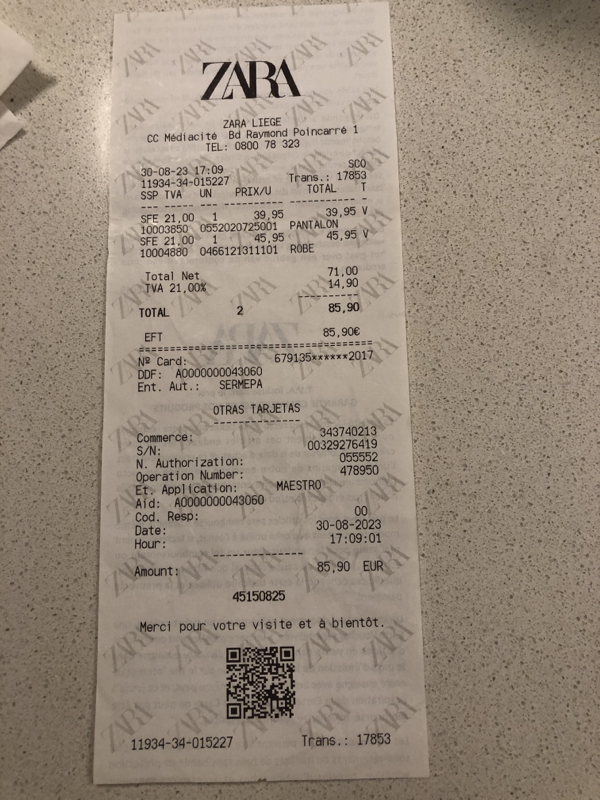 ZARA
ZARA LIEGE
CC Médiacité Bd Raymond Poincarré 1
TEL: 0800 78 323
30-08-23 17:09 SCO
11934-34-015227 Trans.: 17853
SSP TVA UN PRIX/U TOTAL T
SFE 21,00 1 39,95 39,95 V
10003850 0552020725001 PANTALON
SFE 21,00 1 45,95 45,95 V
10004880 0466121311101 ROBE
Total Net 71,00
TVA 21,00% 14,90
TOTAL 2 85,90
EFT 85,90€
Nº Card: 679135******2017
DDF: A0000000043060
Ent. Aut.: SERMEPA
OTRAS TARJETAS
Commerce: 343740213
S/N: 00329276419
N. Authorization: 055552
Operation Number: 478950
Et. Application: MAESTRO
Aid: A0000000043060
Cod. Resp: 00
Date: 30-08-2023
Hour: 17:09:01
Amount: 85,90 EUR
45150825
Merci pour votre visite et à bientôt.
11934-34-015227 Trans.: 17853